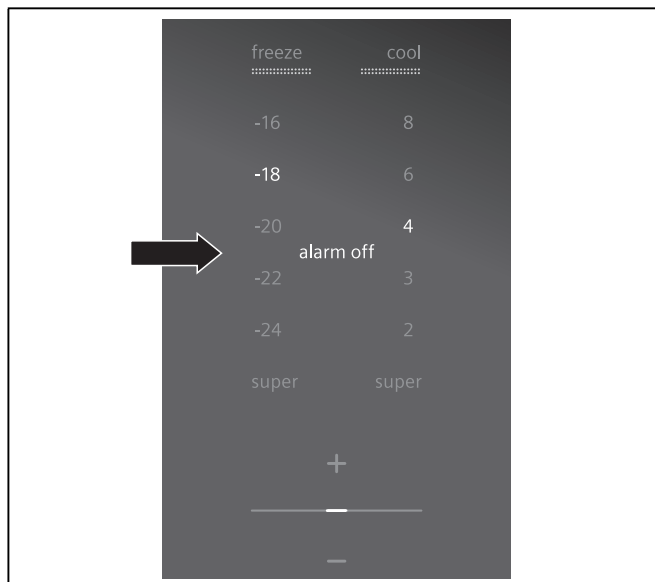 freeze cool
-16 8
-18 6
-20 4
alarm off
-22 3
-24 2
super super
+
−